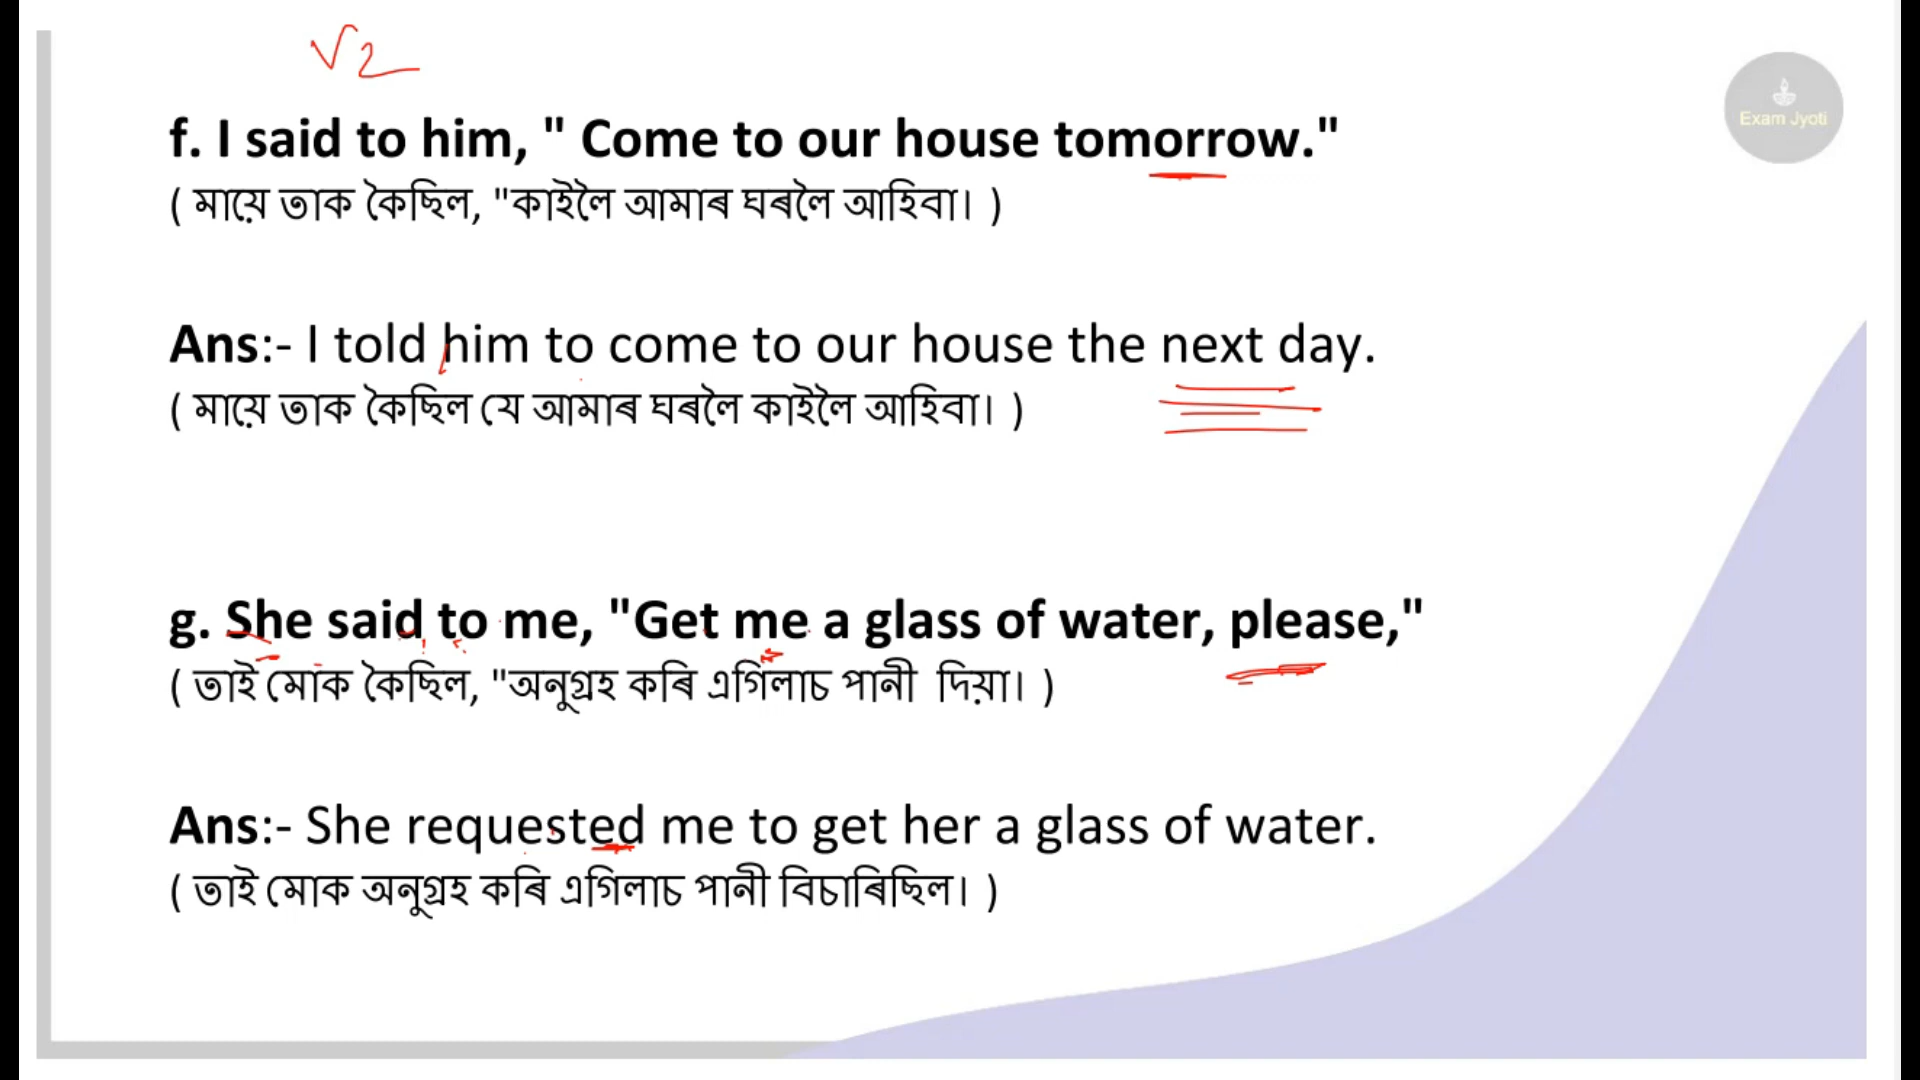 √2
Exam Jyoti
f. I said to him, " Come to our house tomorrow."
( মায়ে তাক কৈছিল, "কাইলৈ আমাৰ ঘৰলৈ আহিবা। )
Ans:- I told him to come to our house the next day.
( মায়ে তাক কৈছিল যে আমাৰ ঘৰলৈ কাইলৈ আহিবা। )
g. She said to me, "Get me a glass of water, please,"
( তাই মোক কৈছিল, "অনুগ্ৰহ কৰি এগিলাচ পানী দিয়া। )
Ans:- She requested me to get her a glass of water.
( তাই মোক অনুগ্ৰহ কৰি এগিলাচ পানী বিচাৰিছিল। )